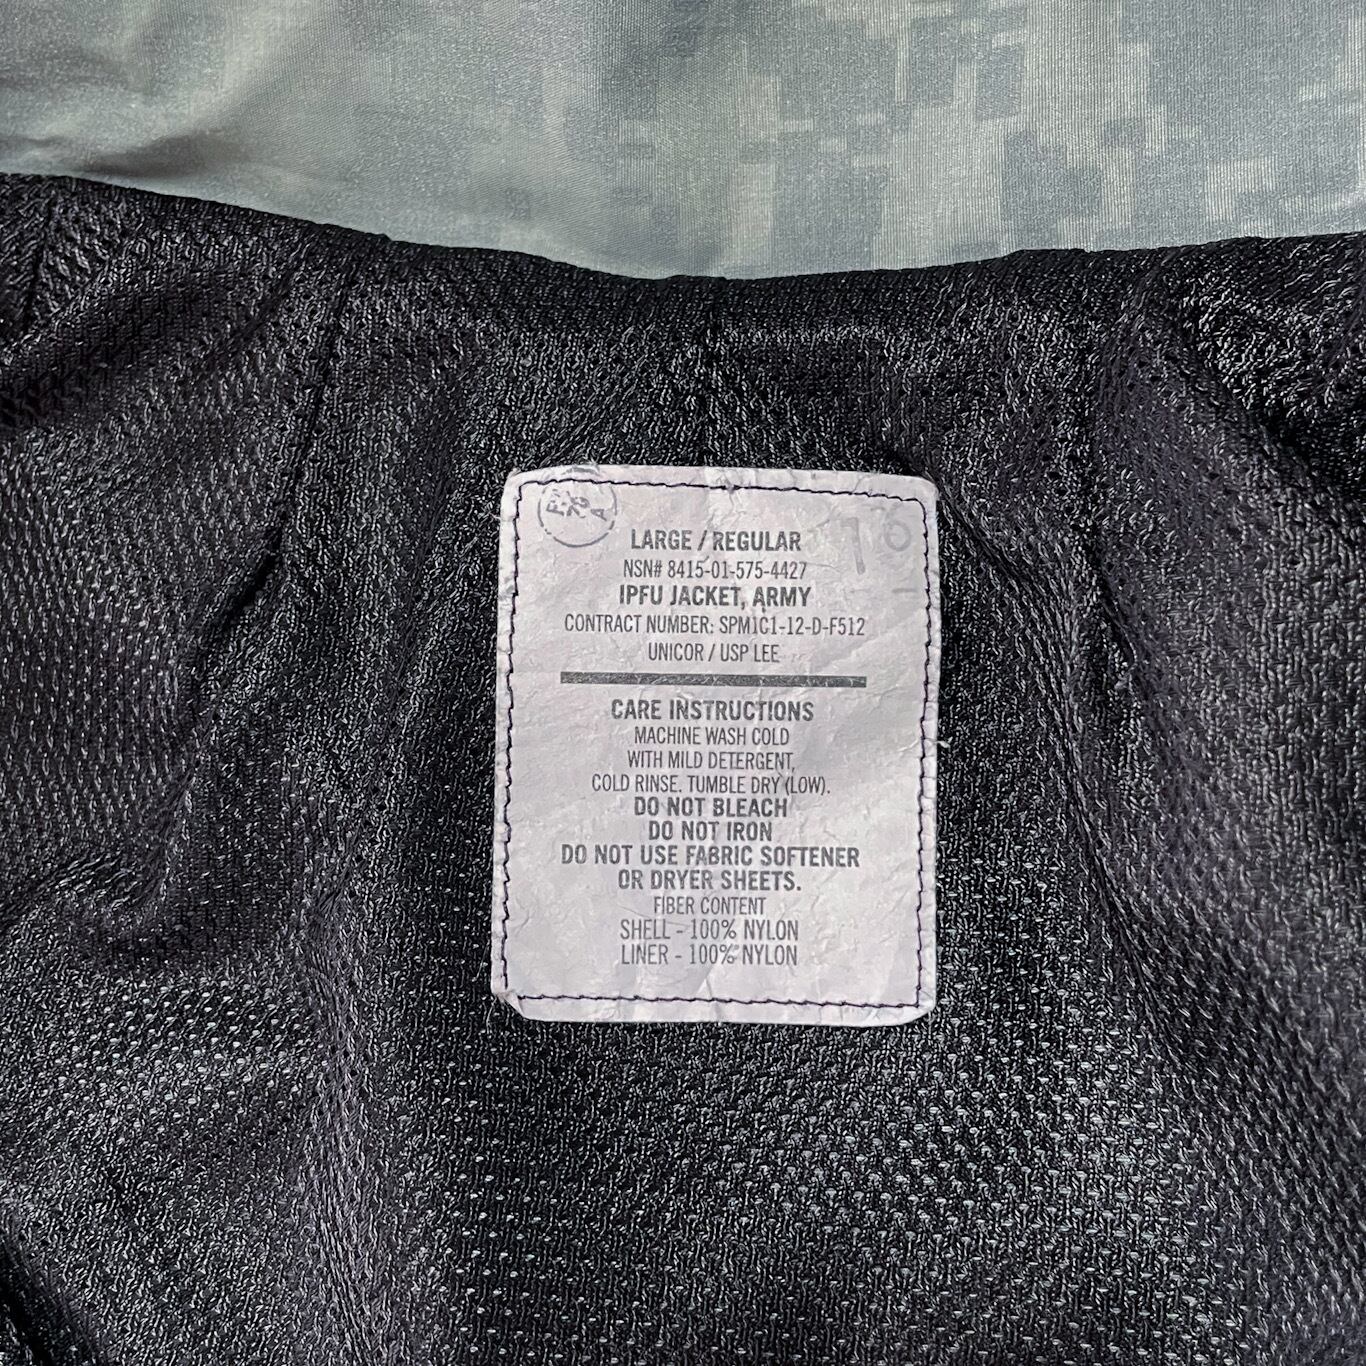 LARGE / REGULAR
NSN# 8415-01-575-4427
IPFU JACKET, ARMY
CONTRACT NUMBER: SPM1C1-12-D-F512
UNICOR / USP LEE
CARE INSTRUCTIONS
MACHINE WASH COLD
WITH MILD DETERGENT,
COLD RINSE. TUMBLE DRY (LOW).
DO NOT BLEACH
DO NOT IRON
DO NOT USE FABRIC SOFTENER
OR DRYER SHEETS.
FIBER CONTENT
SHELL - 100% NYLON
LINER - 100% NYLON